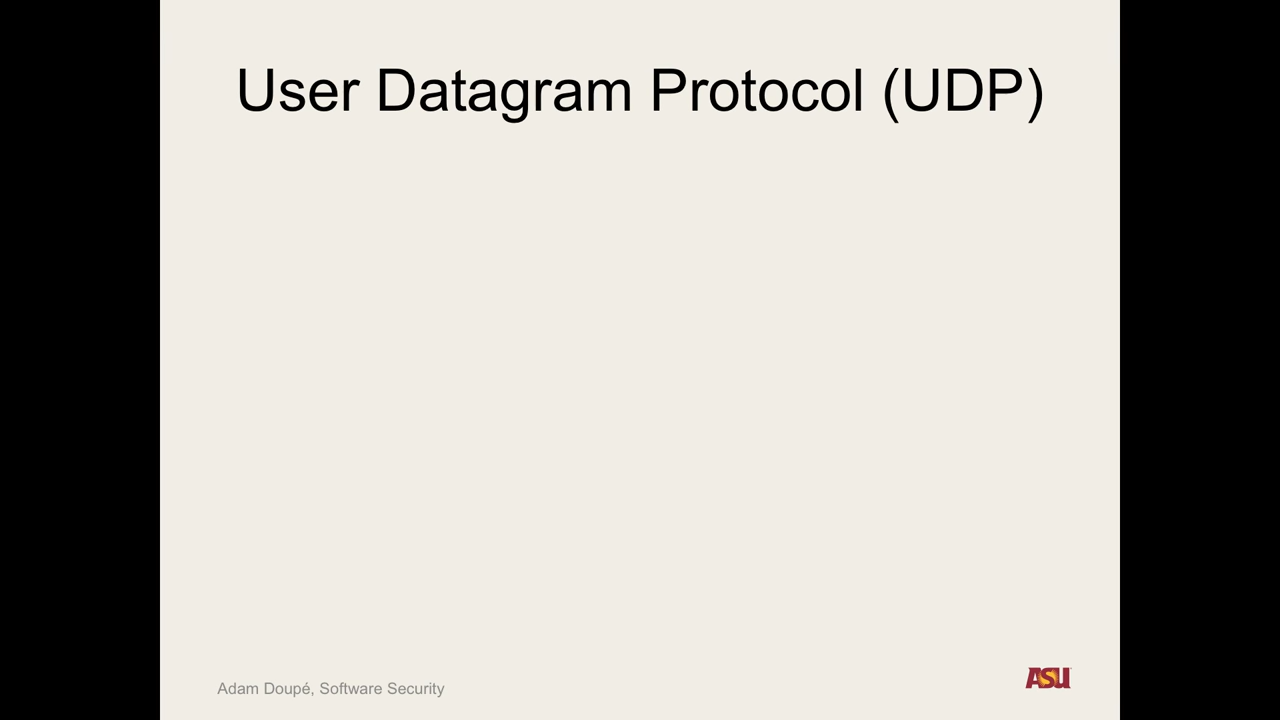 User Datagram Protocol (UDP)
Adam Doupé, Software Security
ASU